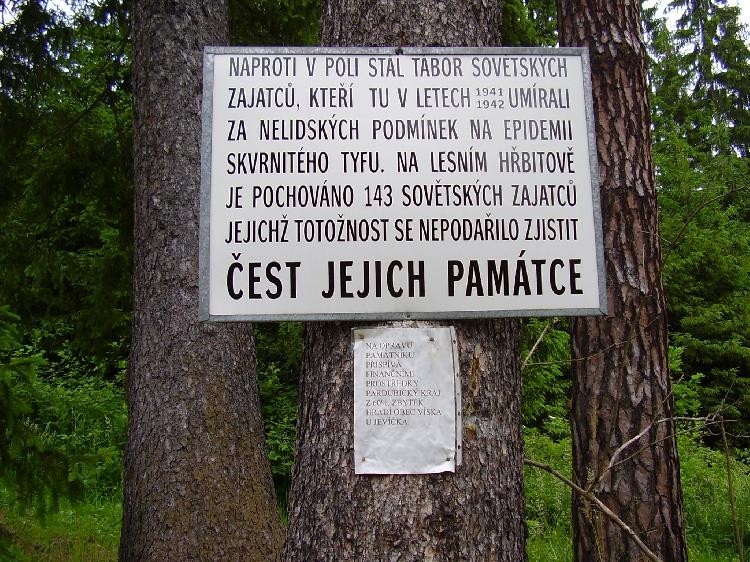 NAPROTI V POLI STÁL TÁBOR SOVĚTSKÝCH
ZAJATCŮ, KTEŘÍ TU V LETECH 1941 1942 UMÍRALI
ZA NELIDSKÝCH PODMÍNEK NA EPIDEMII
SKVRNITÉHO TYFU. NA LESNÍM HŘBITOVĚ
JE POCHOVÁNO 143 SOVĚTSKÝCH ZAJATCŮ
JEJICHŽ TOTOŽNOST SE NEPODAŘILO ZJISTIT
ČEST JEJICH PAMÁTCE
NA OPRAVU
PAMÁTNÍKU
PŘISPÍVÁ
FINANČNÍMI
PROSTŘEDKY
PARDUBICKÝ KRAJ
Z 60% ZBYTEK
HRADÍ OBEC VÍSKA
U JEVÍČKA